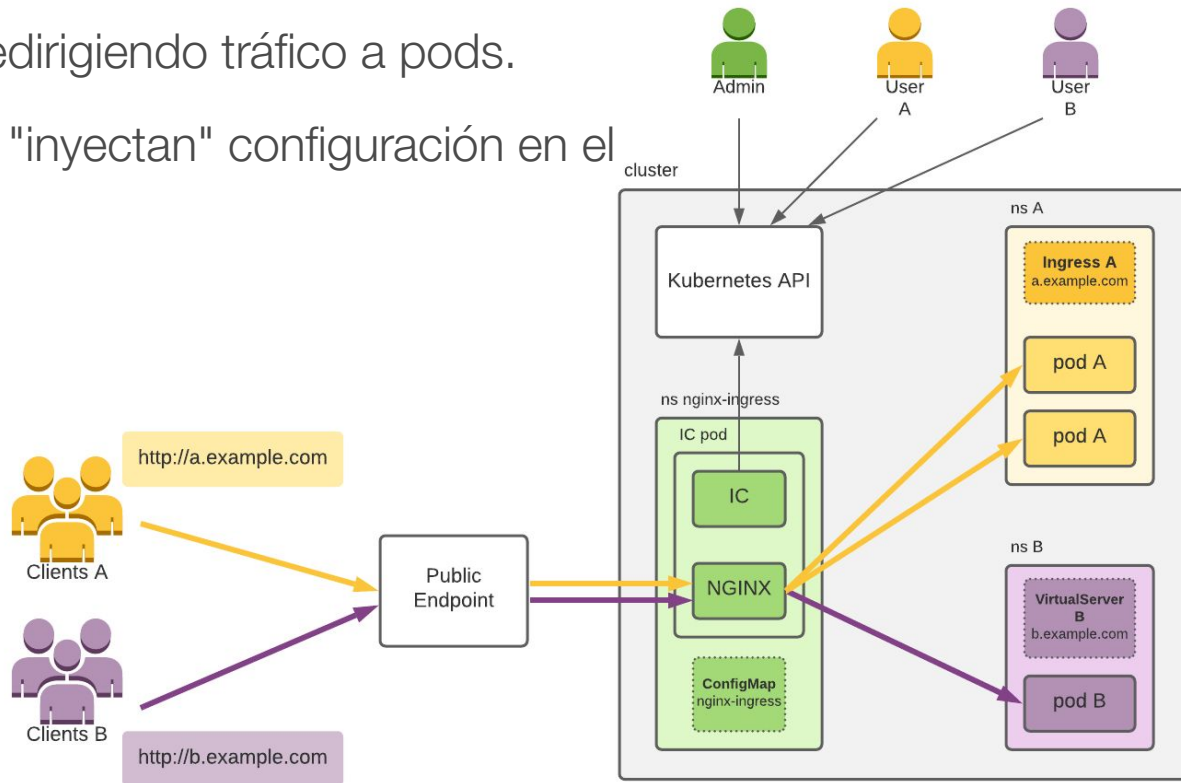 edirigiendo tráfico a pods.
"inyectan" configuración en el
Admin
User
A
User
B
cluster
Kubernetes API
ns A
Ingress A
a.example.com
pod A
pod A
ns nginx-ingress
IC pod
IC
NGINX
ConfigMap
nginx-ingress
ns B
VirtualServer
B
b.example.com
pod B
http://a.example.com
Clients A
Public
Endpoint
Clients B
http://b.example.com